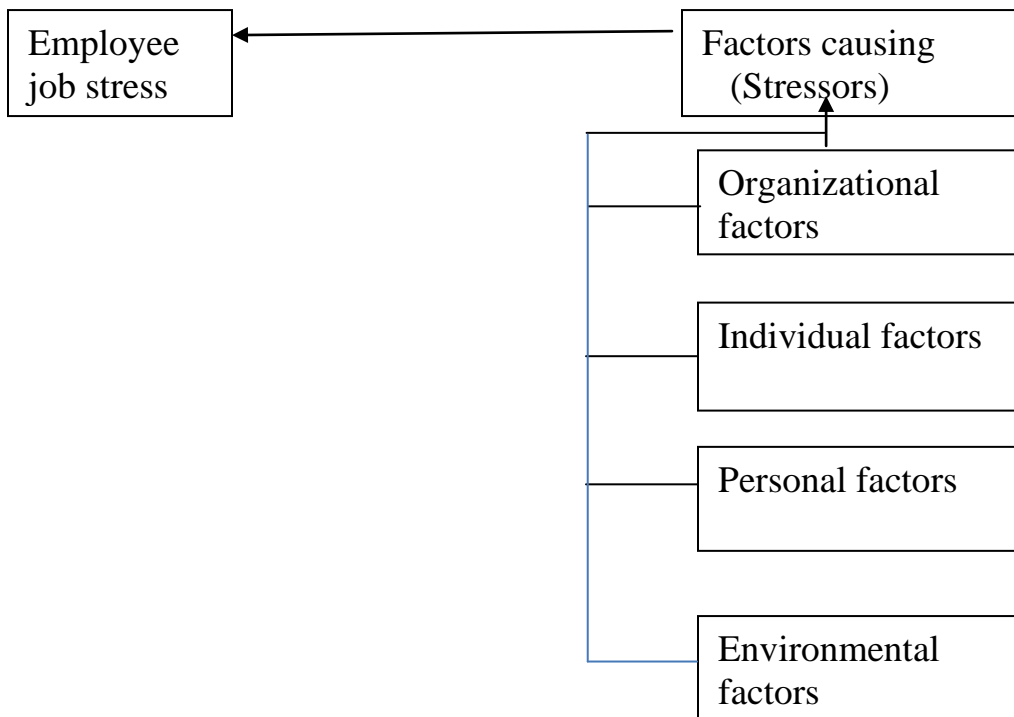 Employee
job stress
Factors causing
(Stressors)
Organizational
factors
Individual factors
Personal factors
Environmental
factors